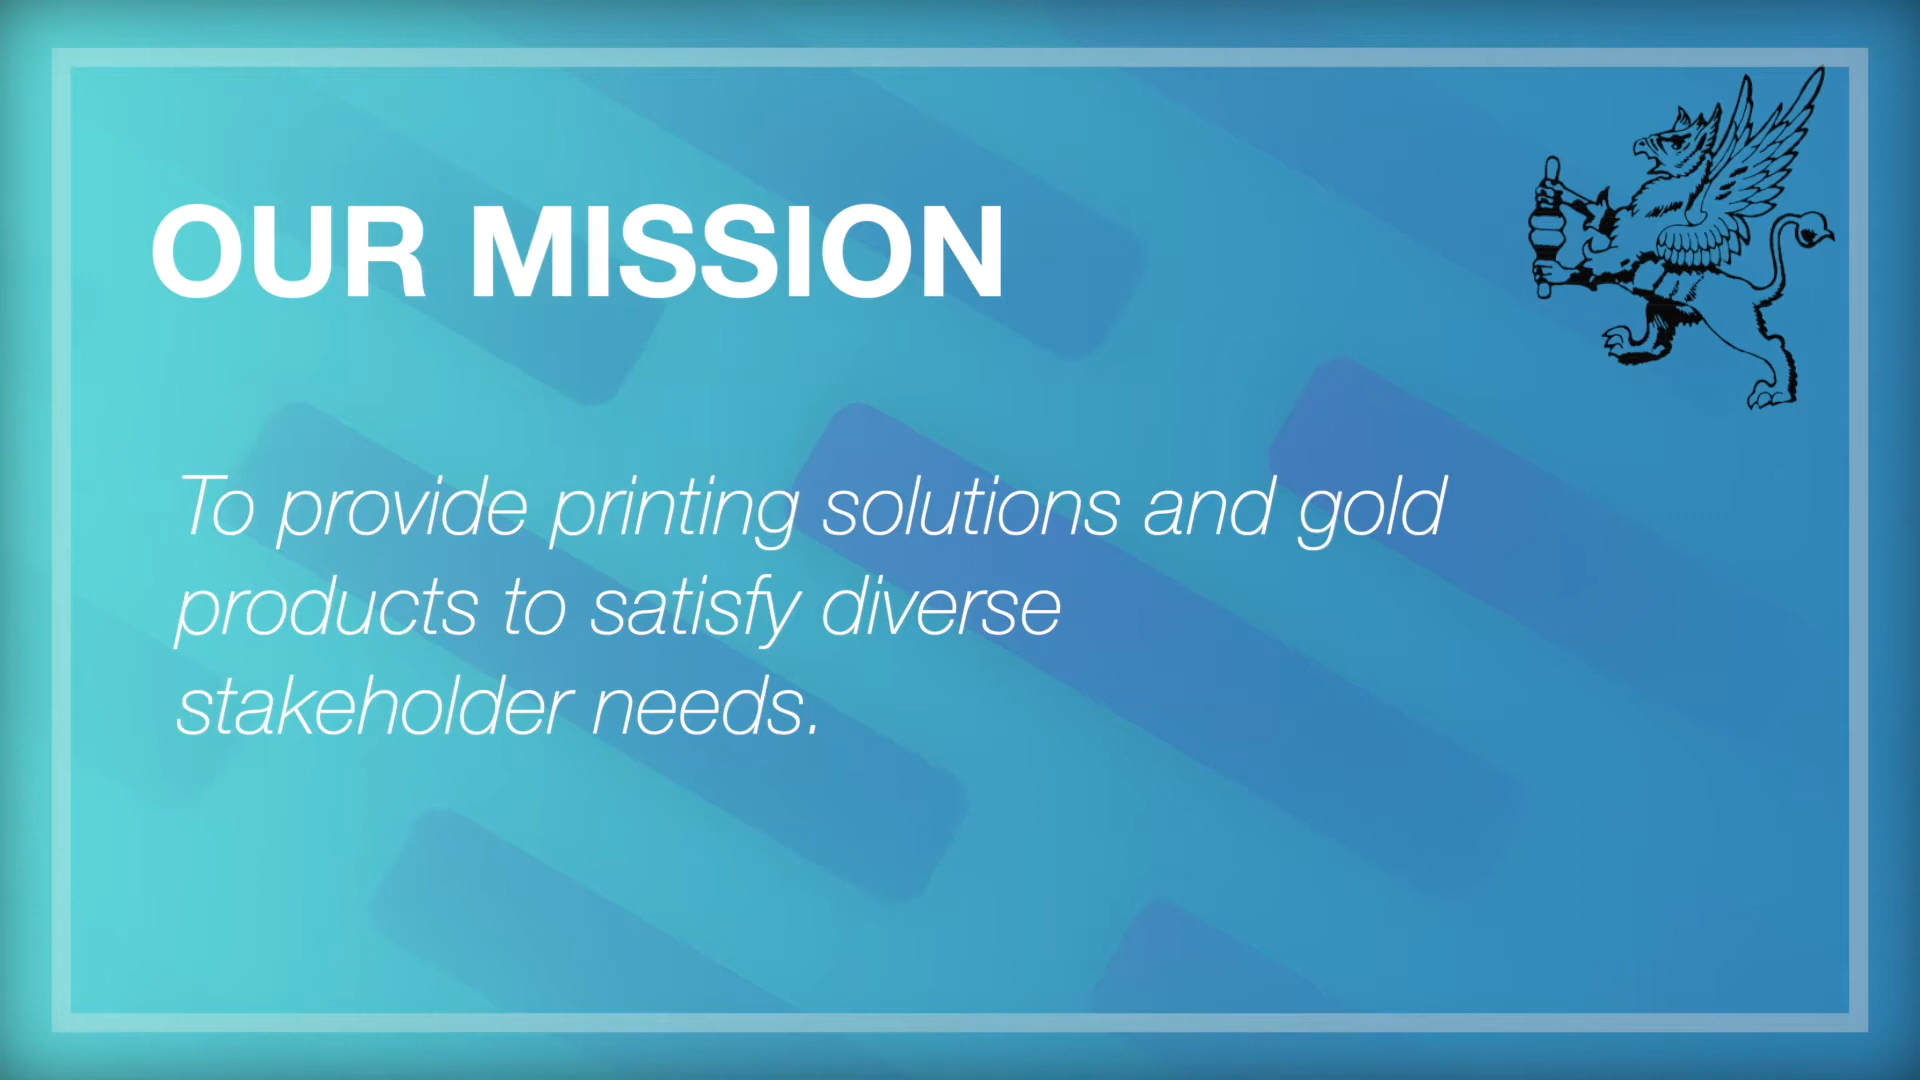 OUR MISSION
To provide printing solutions and gold
products to satisfy diverse
stakeholder needs.